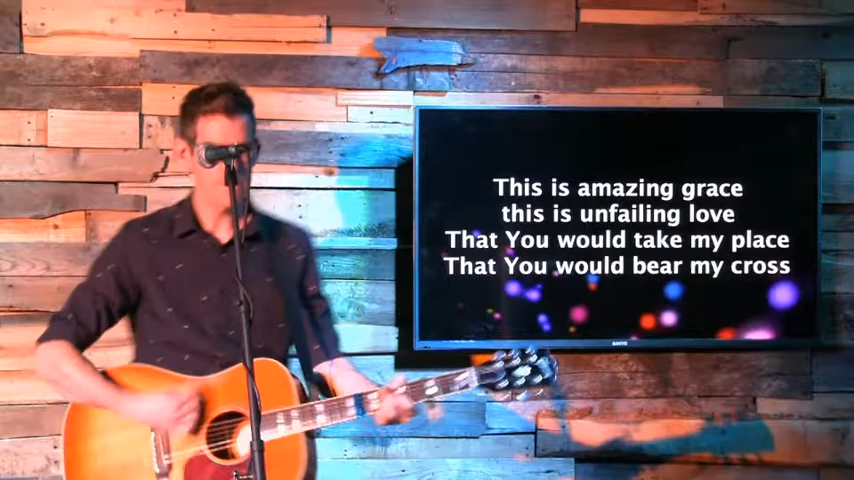 This is amazing grace
this is unfailing love
That You would take my place
That You would bear my cross
SANYO